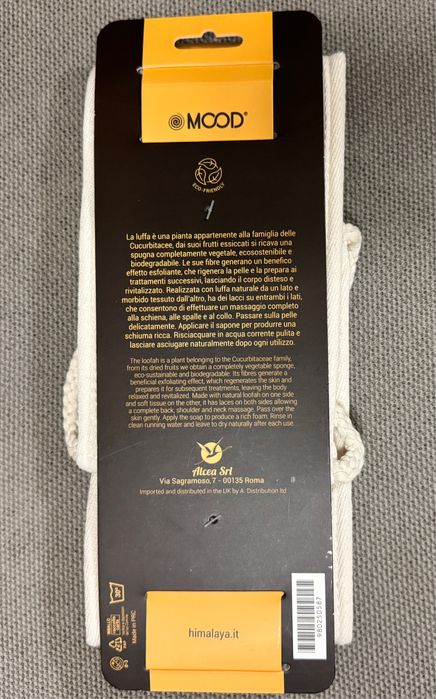 MOOD®
ECO-FRIENDLY
La luffa è una pianta appartenente alla famiglia delle
Cucurbitacee, dai suoi frutti essiccati si ricava una
spugna completamente vegetale, ecosostenibile e
biodegradabile. Le sue fibre generano un benefico
effetto esfoliante, che rigenera la pelle e la prepara ai
trattamenti successivi, lasciando il corpo disteso e
rivitalizzato. Realizzata con luffa naturale da un lato e
morbido tessuto dall'altro, ha dei lacci su entrambi i lati,
che consentono di effettuare un massaggio completo
alla schiena, alle spalle e al collo. Passare sulla pelle
delicatamente. Applicare il sapone per produrre una
schiuma ricca. Risciacquare in acqua corrente pulita e
lasciare asciugare naturalmente dopo ogni utilizzo.
The loofah is a plant belonging to the Cucurbitaceae family,
from its dried fruits we obtain a completely vegetable sponge,
eco-sustainable and biodegradable. Its fibres generate a
beneficial exfoliating effect, which regenerates the skin and
prepares it for subsequent treatments, leaving the body
relaxed and revitalized. Made with natural loofah on one side
and soft tissue on the other, it has laces on both sides allowing
a complete back, shoulder and neck massage. Pass over the
skin gently. Apply the soap to produce a rich foam. Rinse in
clean running water and leave to dry naturally after each use.
Alcea Srl
Via Sagramoso,7 - 00135 Roma
Imported and distributed in the UK by A. Distribution ltd
30°
Made in PRC
himalaya.it
980250587